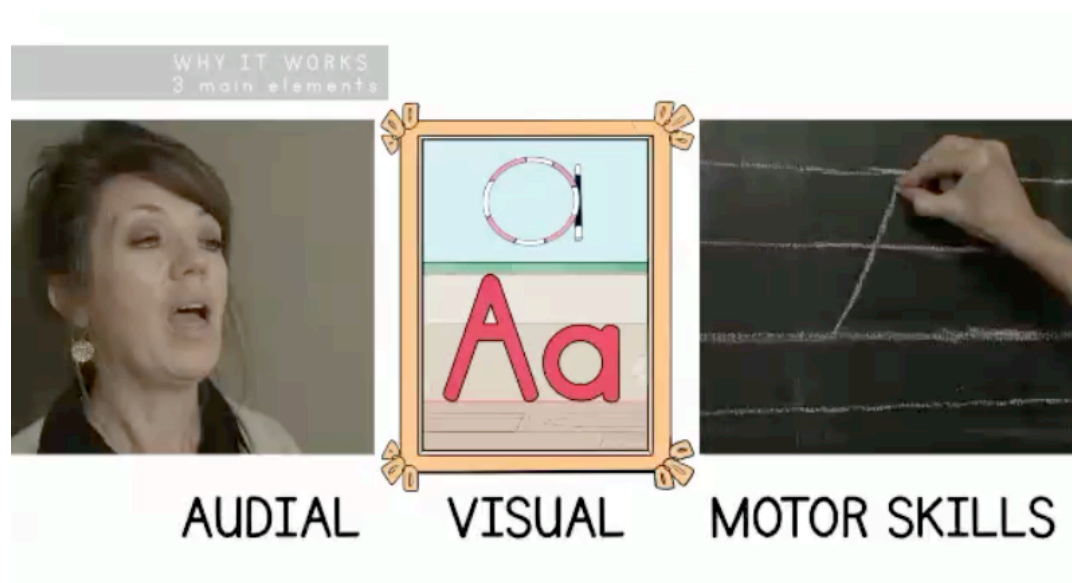 WHY IT WORKS
3 main elements
a
Aa
AUDIAL VISUAL MOTOR SKILLS